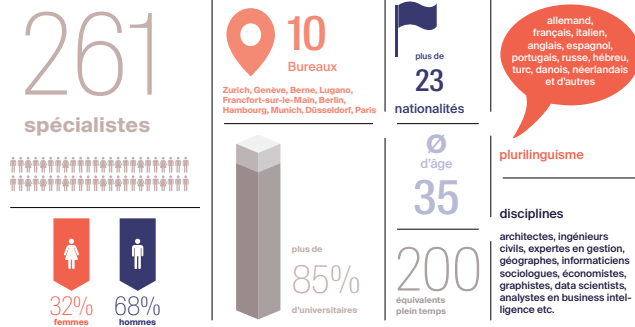 261
spécialistes
32%
femmes
68%
hommes
10
Bureaux
Zurich, Genève, Berne, Lugano,
Francfort-sur-le-Main, Berlin,
Hambourg, Munich, Düsseldorf, Paris
plus de
85%
d'universitaires
plus de
23
nationalités
Ø
d'âge
35
200
équivalents
plein temps
allemand,
français, italien,
anglais, espagnol,
portugais, russe, hébreu,
turc, danois, néerlandais
et d'autres
plurilinguisme
disciplines
architectes, ingénieurs
civils, expertes en gestion,
géographes, informaticiens
sociologues, économistes,
graphistes, data scientists,
analystes en business intel-
ligence etc.